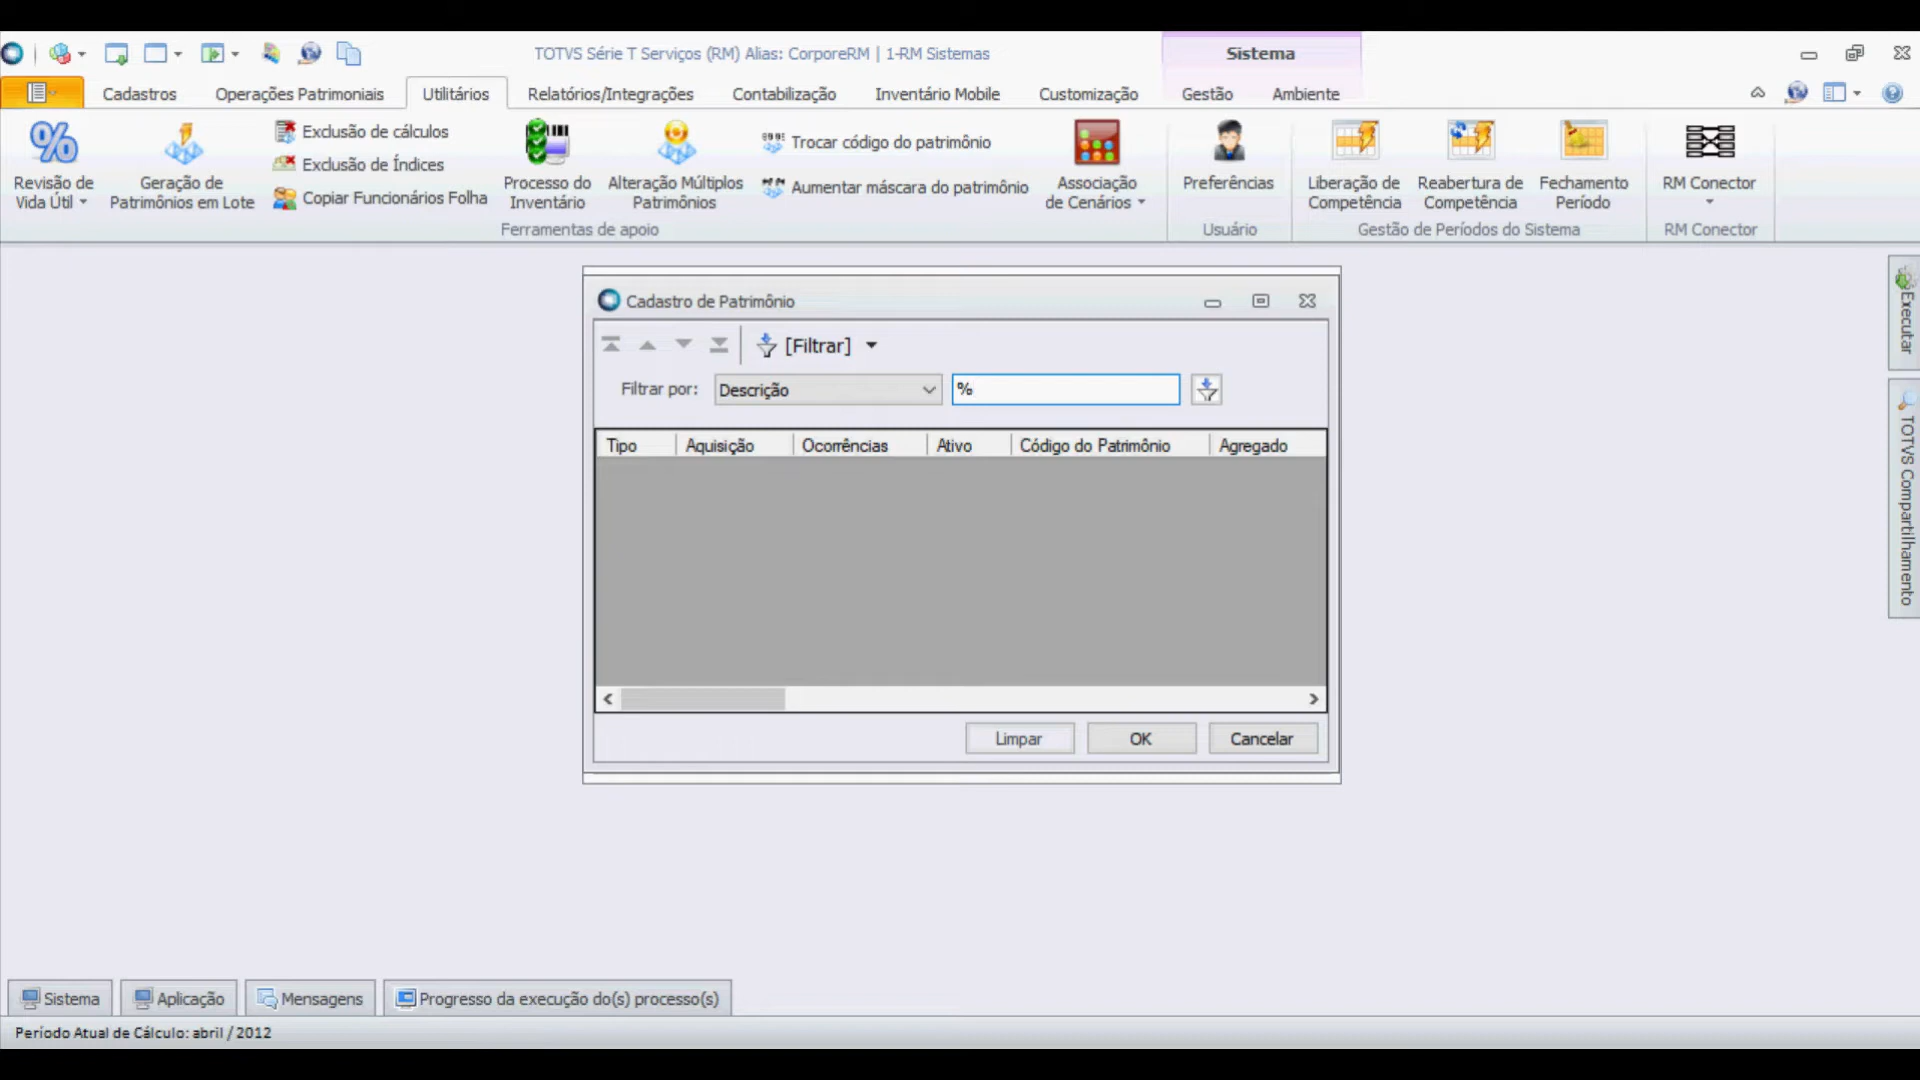 TOTVS Série T Serviços (RM) Alias: CorporeRM | 1-RM Sistemas
Sistema
Cadastros
Operações Patrimoniais
Utilitários
Relatórios/Integrações
Contabilização
Inventário Mobile
Customização
Gestão
Ambiente
Revisão de
Vida Útil
Geração de
Patrimônios em Lote
Exclusão de cálculos
Exclusão de Índices
Copiar Funcionários Folha
Processo do
Inventário
Alteração Múltiplos
Patrimônios
Trocar código do patrimônio
Aumentar máscara do patrimônio
Associação
de Cenários
Ferramentas de apoio
Preferências
Usuário
Liberação de
Competência
Reabertura de
Competência
Fechamento
Período
Gestão de Períodos do Sistema
RM Conector
RM Conector
Cadastro de Patrimônio
[Filtrar]
Filtrar por:
Descrição
%
Tipo
Aquisição
Ocorrências
Ativo
Código do Patrimônio
Agregado
Limpar
OK
Cancelar
Executar
TOTVS Compartilhamento
Sistema
Aplicação
Mensagens
Progresso da execução do(s) processo(s)
Período Atual de Cálculo: abril / 2012